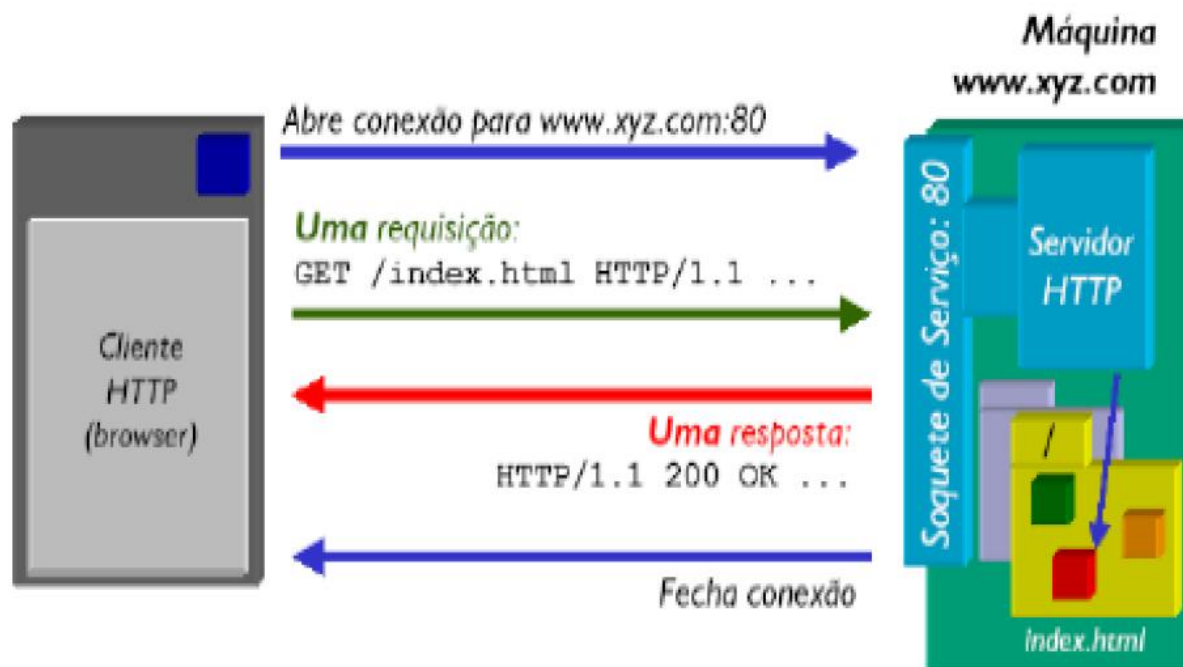 Máquina
www.xyz.com
Abre conexão para www.xyz.com:80
Uma requisição:
GET /index.html HTTP/1.1 ...
Cliente
HTTP
(browser)
Uma resposta:
HTTP/1.1 200 OK ...
Fecha conexão
Soquete de Serviço: 80
Servidor
HTTP
/
index.html